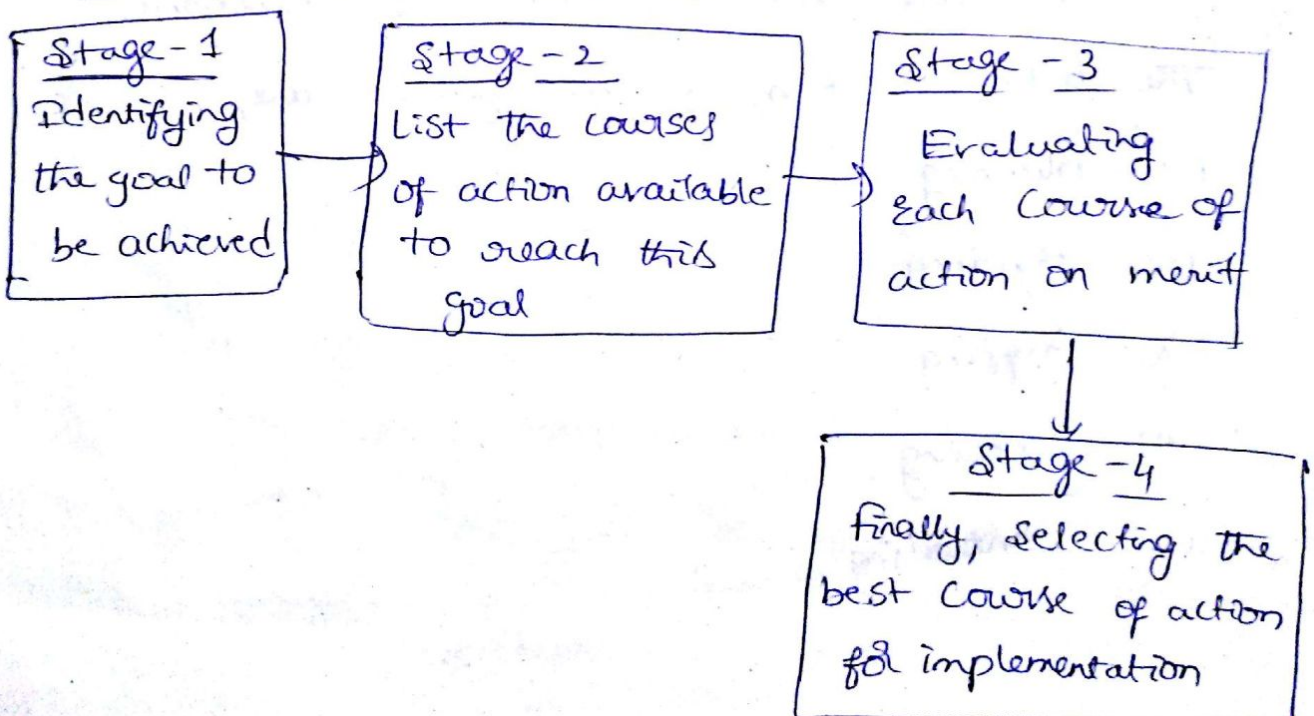 Stage - 1
Identifying
the goal to
be achieved
Stage - 2
List the courses
of action available
to reach this
goal
Stage - 3
Evaluating
each course of
action on merit
Stage - 4
finally, selecting the
best course of action
for implementation